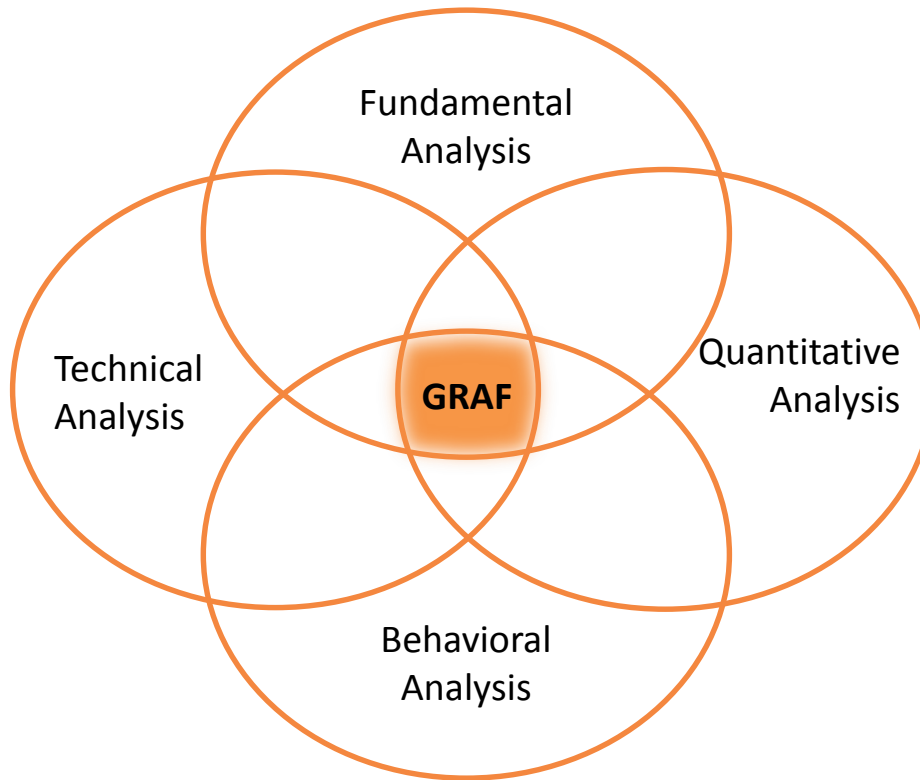 Fundamental
Analysis
Technical
Analysis
GRAF
Quantitative
Analysis
Behavioral
Analysis